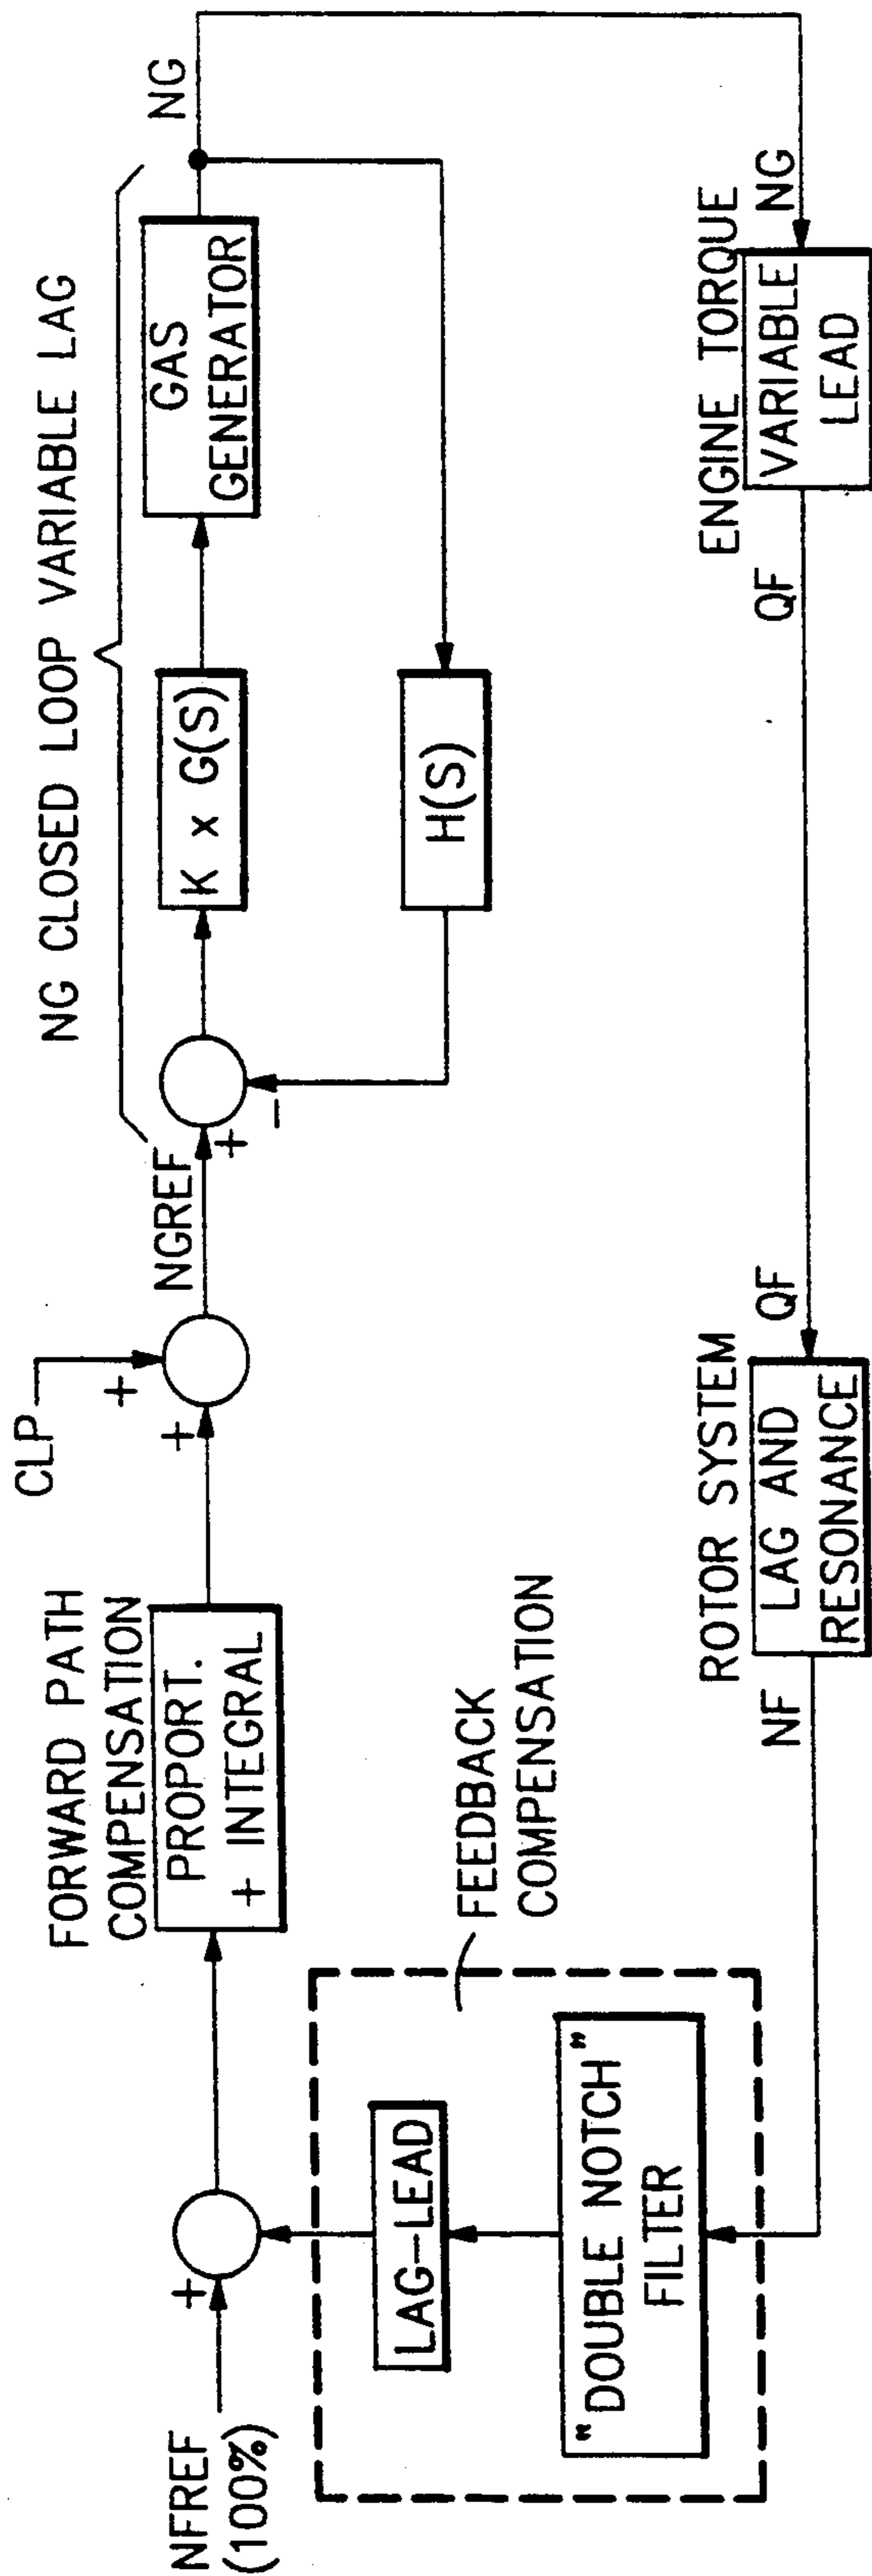 NFREF
(100%)
+
FORWARD PATH
COMPENSATION
PROPORT.
+ INTEGRAL
CLP
+
+
NGREF
+
-
NG CLOSED LOOP VARIABLE LAG
K x G(S)
GAS
GENERATOR
NG
H(S)
NG
ENGINE TORQUE
VARIABLE
LEAD
QF
QF
ROTOR SYSTEM
LAG AND
RESONANCE
NF
FEEDBACK
COMPENSATION
LAG-LEAD
"DOUBLE NOTCH"
FILTER